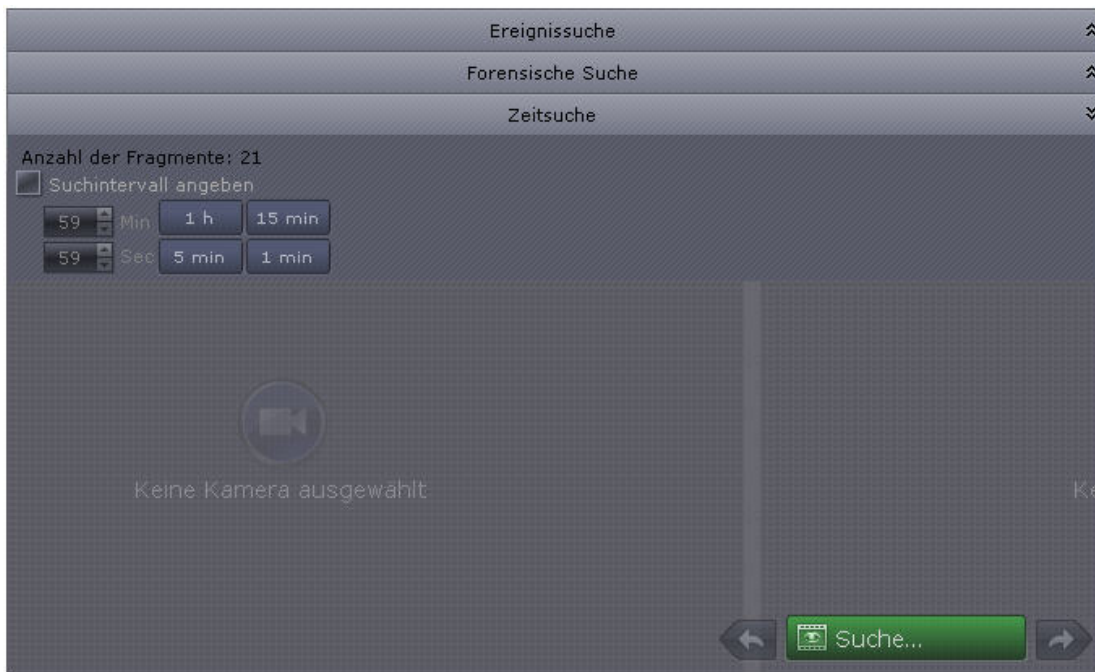 Ereignissuche
Forensische Suche
Zeitsuche
Anzahl der Fragmente: 21
Suchintervall angeben
59 Min 1 h 15 min
59 Sec 5 min 1 min
Keine Kamera ausgewählt
Ke
Suche...